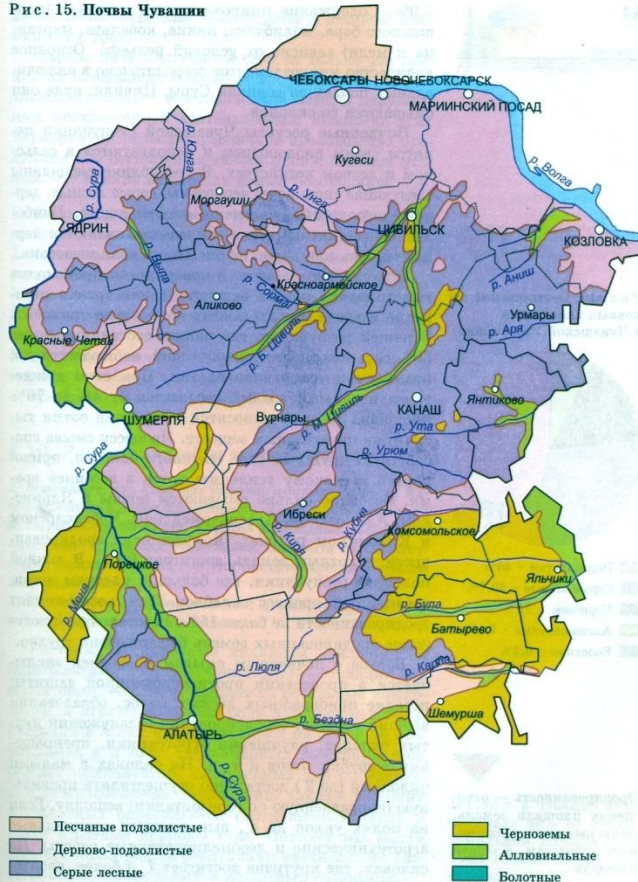 Рис. 15. Почвы Чувашии
ЧЕБОКСАРЫ
НОВОЧЕБОКСАРСК
МАРИИНСКИЙ ПОСАД
р. Волга
Кугеси
р. Юнга
р. Сура
Моргауши
р. Унга
ЯДРИН
ЦИВИЛЬСК
КОЗЛОВКА
р. Выла
Красноармейское
р. Сорма
р. Аниш
Аликово
Урмары
р. Аря
Красные Четаи
р. Б. Цивиль
ШУМЕРЛЯ
Вурнары
КАНАШ
Янтиково
р. М. Цивиль
р. Ута
р. Урюм
р. Сура
Ибреси
р. Кубня
Комсомольское
р. Киря
Порецкое
Яльчики
р. Меня
р. Була
Батырево
р. Люля
р. Карла
Шемурша
р. Бездна
АЛАТЫРЬ
р. Сура
Песчаные подзолистые
Дерново-подзолистые
Серые лесные
Черноземы
Аллювиальные
Болотные